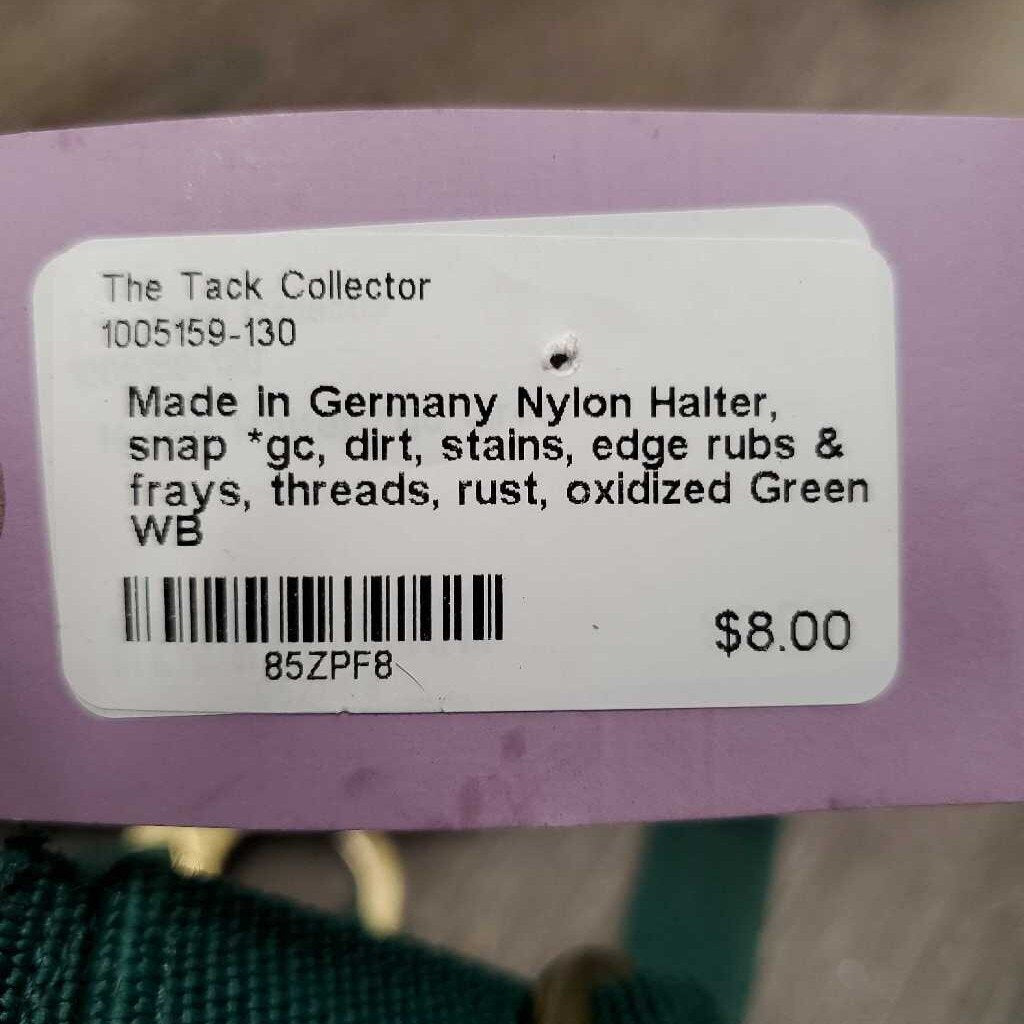 The Tack Collector
1005159-130
Made in Germany Nylon Halter,
snap *gc, dirt, stains, edge rubs &
frays, threads, rust, oxidized Green
WB
85ZPF8
$8.00